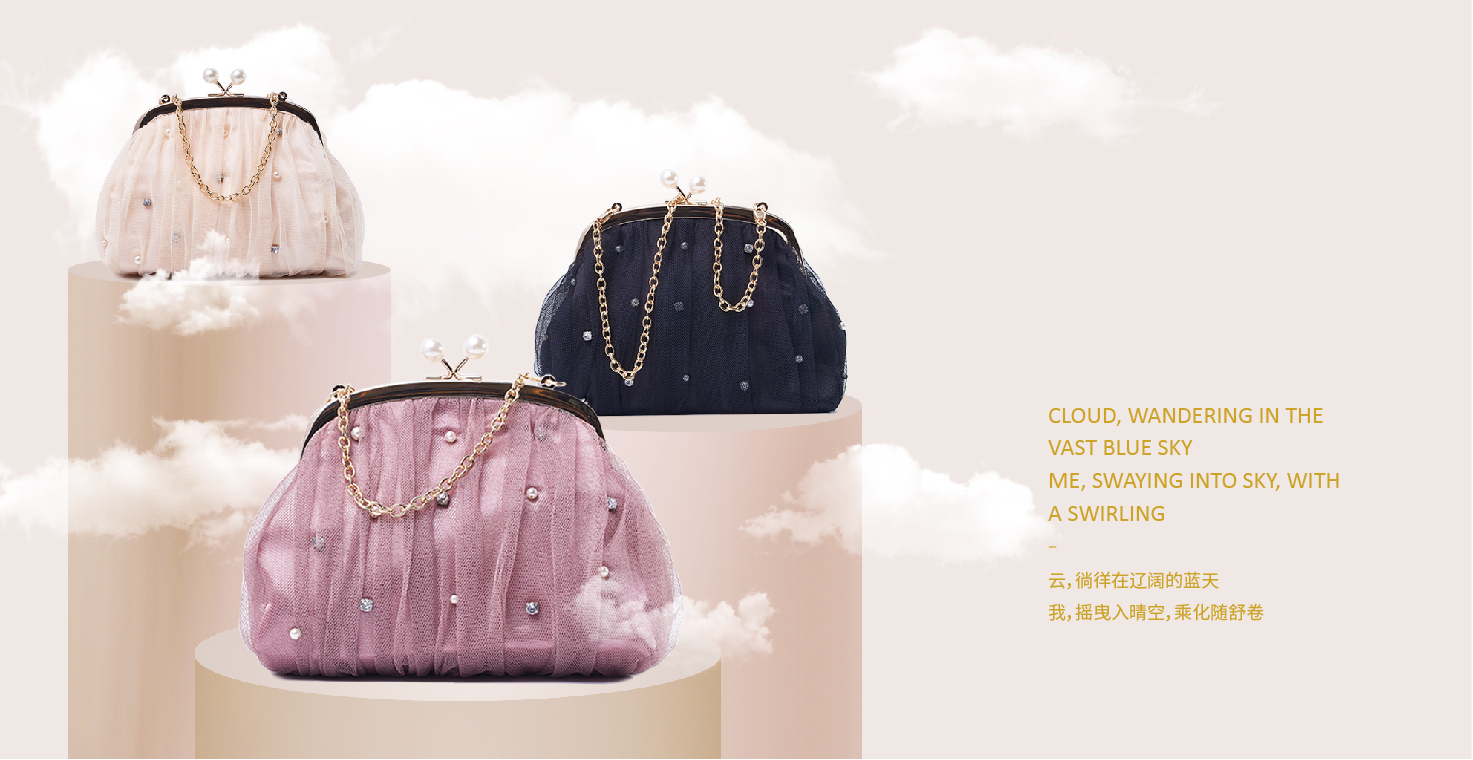 CLOUD, WANDERING IN THE
VAST BLUE SKY
ME, SWAYING INTO SKY, WITH
A SWIRLING
–
云，徜徉在辽阔的蓝天
我，摇曳入晴空，乘化随舒卷